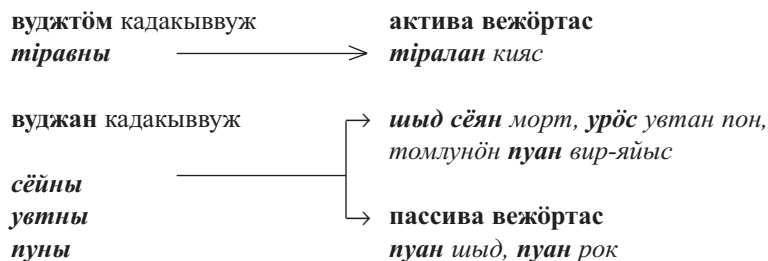 вуджтӧм кадакыввуж актива вежӧртас
тіравны тіралан кияс
вуджан кадакыввуж шыд сёян морт, урӧс увтан пон,
томлунӧн пуан вир-яйыс
сёйны
увтны пассива вежӧртас
пуны пуан шыд, пуан рок